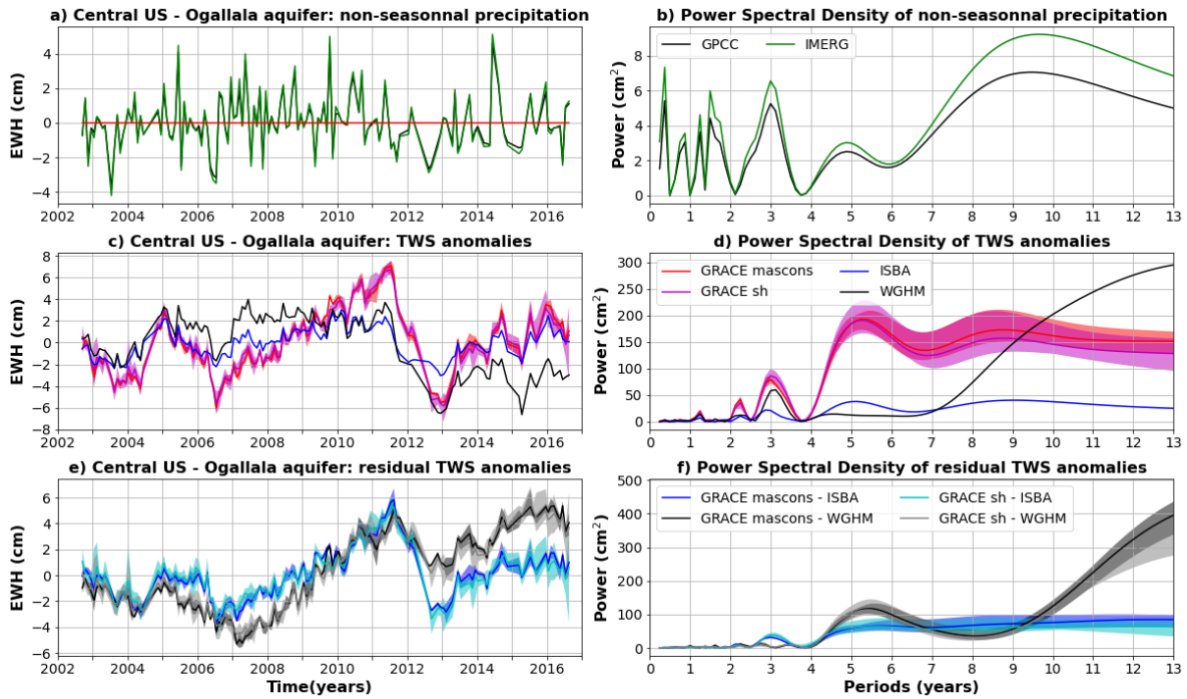 a) Central US - Ogallala aquifer: non-seasonnal precipitation
EWH (cm)
4
2
0
−2
−4
2002 2004 2006 2008 2010 2012 2014 2016
b) Power Spectral Density of non-seasonnal precipitation
GPCC IMERG
Power (cm²)
8
6
4
2
0
0 1 2 3 4 5 6 7 8 9 10 11 12 13
c) Central US - Ogallala aquifer: TWS anomalies
EWH (cm)
8
6
4
2
0
−2
−4
−6
−8
2002 2004 2006 2008 2010 2012 2014 2016
d) Power Spectral Density of TWS anomalies
GRACE mascons ISBA
GRACE sh WGHM
Power (cm²)
300
250
200
150
100
50
0
0 1 2 3 4 5 6 7 8 9 10 11 12 13
e) Central US - Ogallala aquifer: residual TWS anomalies
EWH (cm)
6
4
2
0
−2
−4
−6
2002 2004 2006 2008 2010 2012 2014 2016
Time(years)
f) Power Spectral Density of residual TWS anomalies
GRACE mascons - ISBA GRACE sh - ISBA
GRACE mascons - WGHM GRACE sh - WGHM
Power (cm²)
500
400
300
200
100
0
0 1 2 3 4 5 6 7 8 9 10 11 12 13
Periods (years)